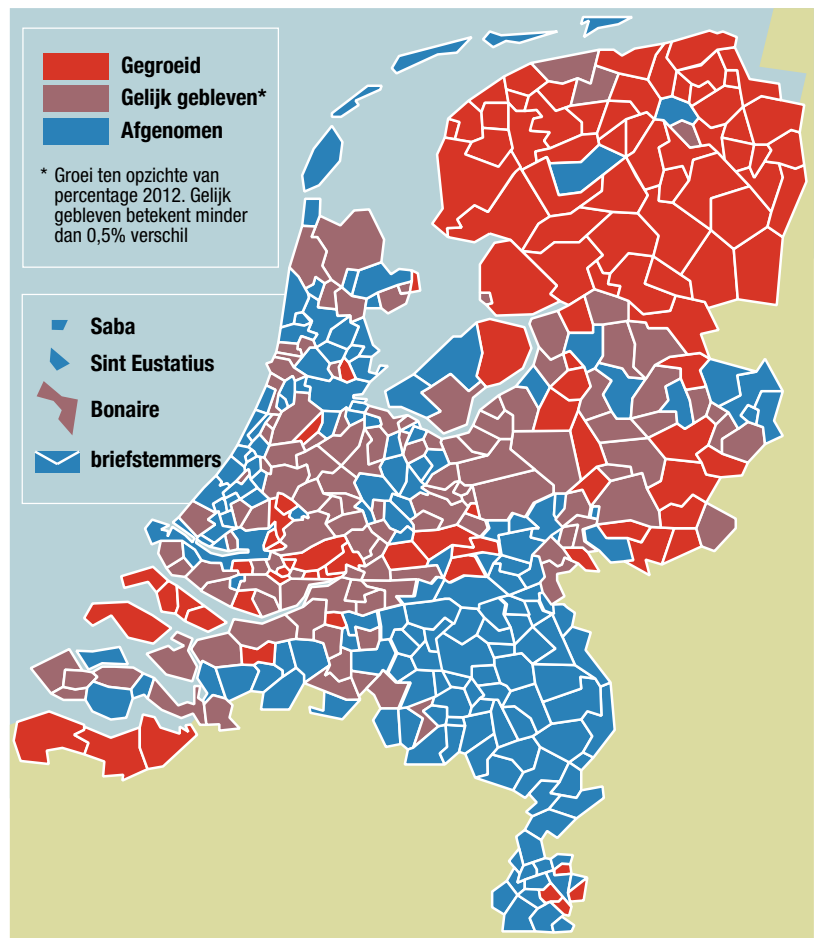 Gegroeid
Gelijk gebleven*
Afgenomen
* Groei ten opzichte van
percentage 2012. Gelijk
gebleven betekent minder
dan 0,5% verschil
Saba
Sint Eustatius
Bonaire
briefstemmers